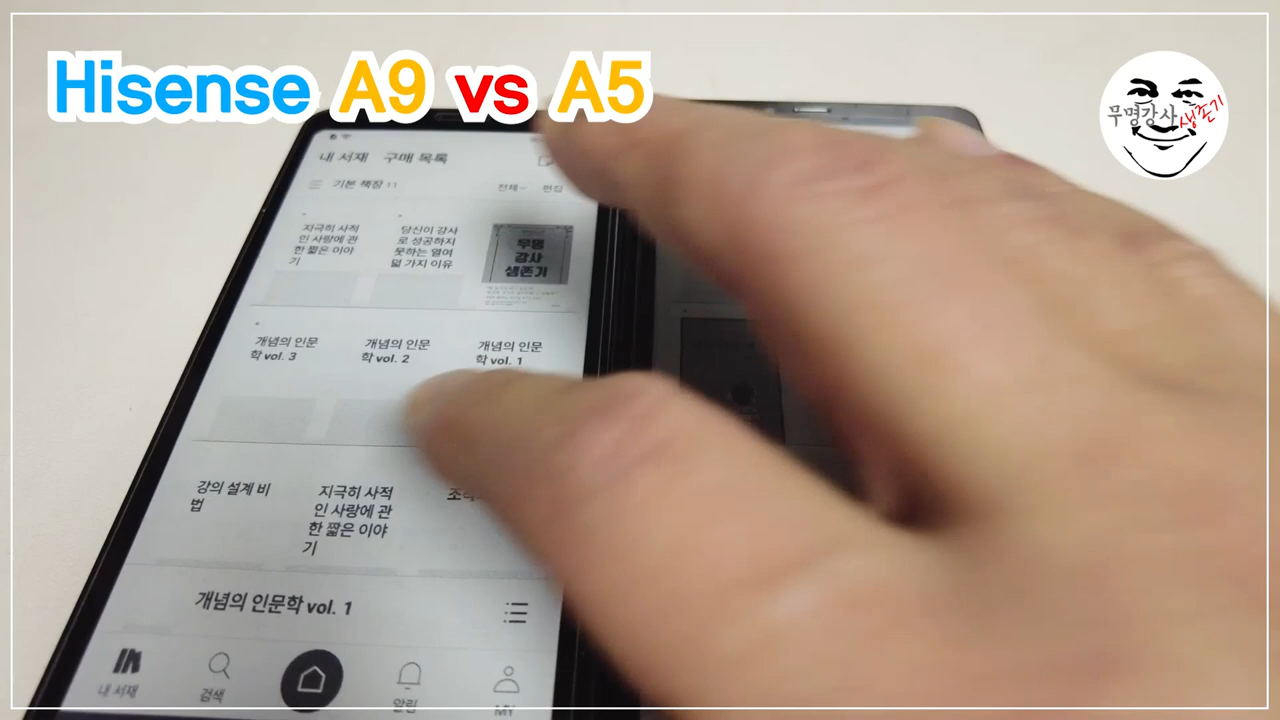 Hisense A9 vs A5
무명강사
생존기
내 서재 구매 목록
기본 책장 11
전체
편집
지극히 사적
인 사랑에 관
한 짧은 이야
기
당신이 강사
로 성공하지
못하는 열여
덟 가지 이유
무명
강사
생존기
개념의 인문
학 vol. 3
개념의 인문
학 vol. 2
개념의 인문
학 vol. 1
강의 설계 비
법
지극히 사적
인 사랑에 관
한 짧은 이야
기
개념의 인문학 vol. 1
내 서재
검색
알림
MY